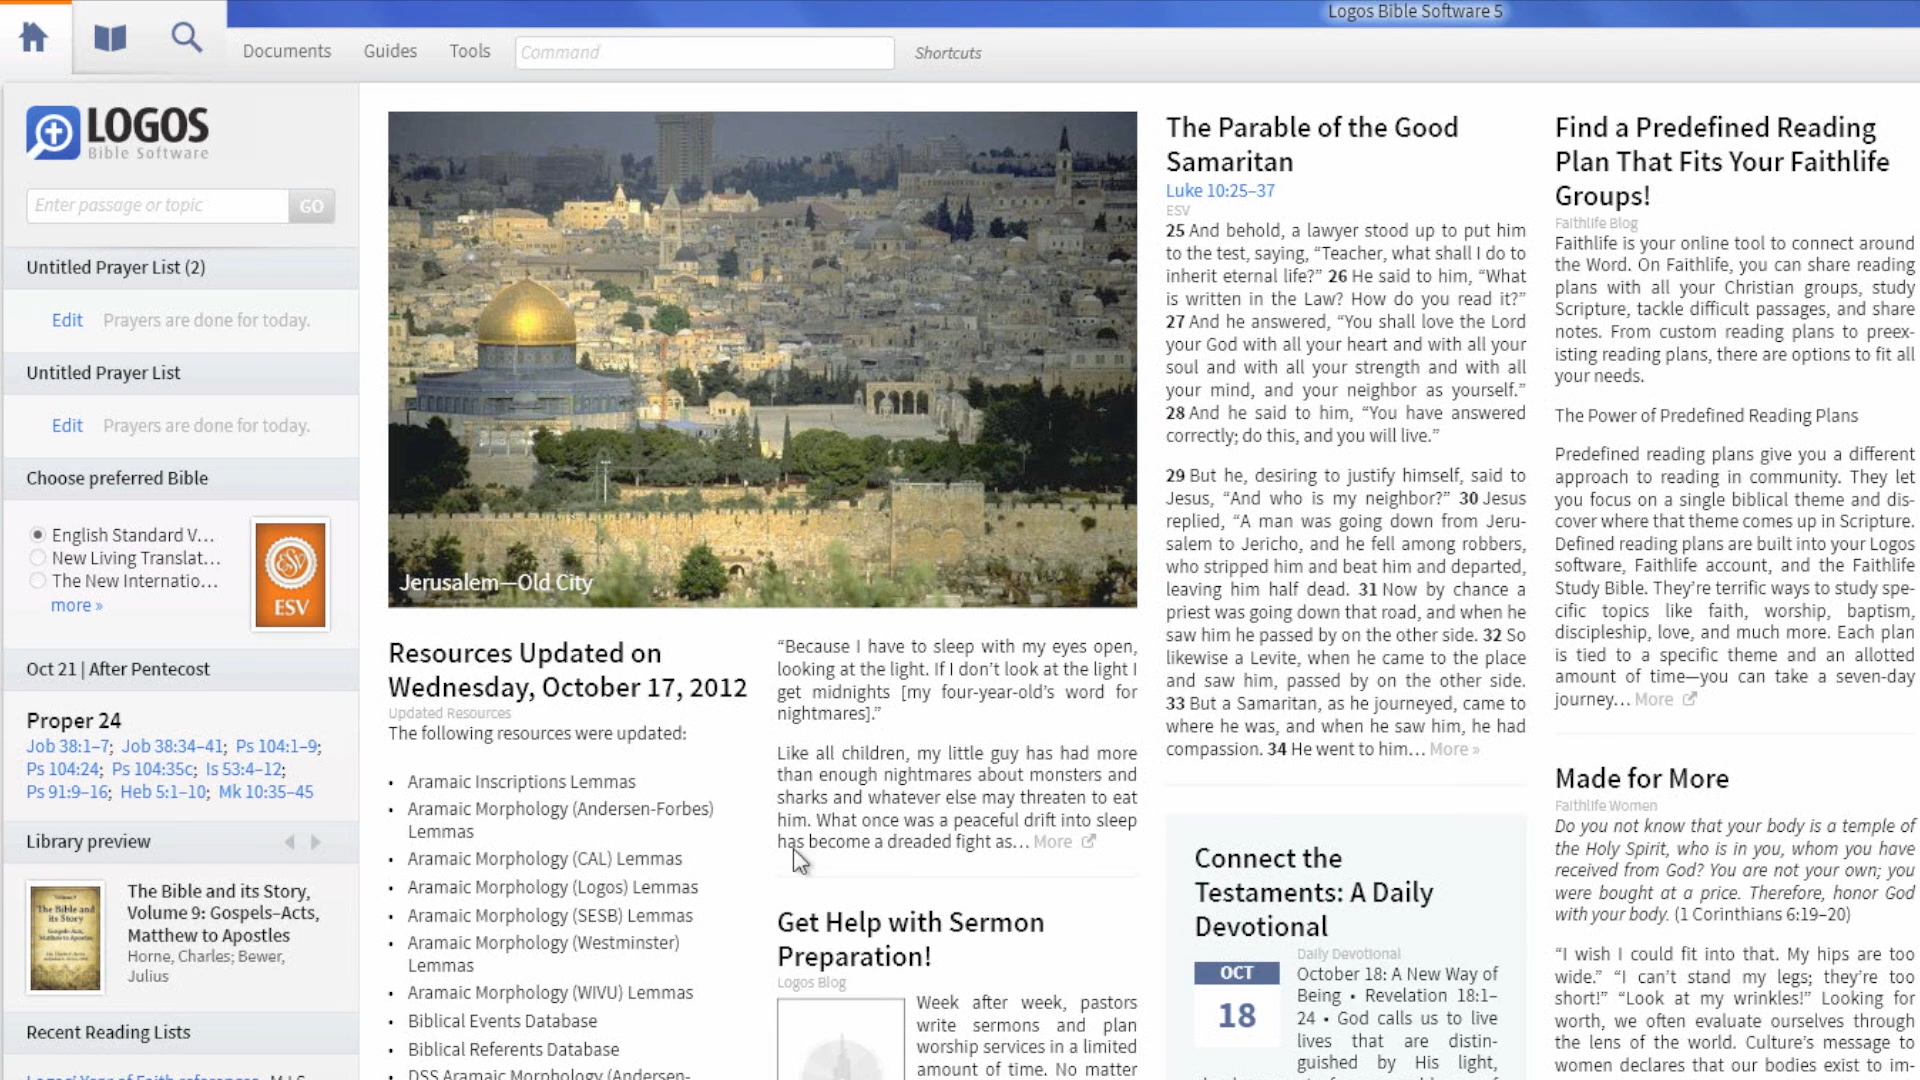 Logos Bible Software 5
Documents Guides Tools Command Shortcuts
LOGOS
Bible Software
Enter passage or topic GO
Untitled Prayer List (2)
Edit Prayers are done for today.
Untitled Prayer List
Edit Prayers are done for today.
Choose preferred Bible
English Standard V...
New Living Translat...
The New Internatio...
more »
ESV
Oct 21 | After Pentecost
Proper 24
Job 38:1–7; Job 38:34–41; Ps 104:1–9;
Ps 104:24; Ps 104:35c; Is 53:4–12;
Ps 91:9–16; Heb 5:1–10; Mk 10:35–45
Library preview
The Bible and
its Story
The Bible and its Story,
Volume 9: Gospels–Acts,
Matthew to Apostles
Horne, Charles; Bewer,
Julius
Recent Reading Lists
Jerusalem—Old City
Resources Updated on
Wednesday, October 17, 2012
Updated Resources
The following resources were updated:
• Aramaic Inscriptions Lemmas
• Aramaic Morphology (Andersen-Forbes)
Lemmas
• Aramaic Morphology (CAL) Lemmas
• Aramaic Morphology (Logos) Lemmas
• Aramaic Morphology (SESB) Lemmas
• Aramaic Morphology (Westminster)
Lemmas
• Aramaic Morphology (WIVU) Lemmas
• Biblical Events Database
• Biblical Referents Database
• DSS Aramaic Morphology (Andersen-
“Because I have to sleep with my eyes open,
looking at the light. If I don’t look at the light I
get midnights [my four-year-old’s word for
nightmares].”
Like all children, my little guy has had more
than enough nightmares about monsters and
sharks and whatever else may threaten to eat
him. What once was a peaceful drift into sleep
has become a dreaded fight as... More
Get Help with Sermon
Preparation!
Logos Blog
Week after week, pastors
write sermons and plan
worship services in a limited
amount of time. No matter
The Parable of the Good
Samaritan
Luke 10:25–37
ESV
25 And behold, a lawyer stood up to put him
to the test, saying, “Teacher, what shall I do to
inherit eternal life?” 26 He said to him, “What
is written in the Law? How do you read it?”
27 And he answered, “You shall love the Lord
your God with all your heart and with all your
soul and with all your strength and with all
your mind, and your neighbor as yourself.”
28 And he said to him, “You have answered
correctly; do this, and you will live.”
29 But he, desiring to justify himself, said to
Jesus, “And who is my neighbor?” 30 Jesus
replied, “A man was going down from Jeru-
salem to Jericho, and he fell among robbers,
who stripped him and beat him and departed,
leaving him half dead. 31 Now by chance a
priest was going down that road, and when he
saw him he passed by on the other side. 32 So
likewise a Levite, when he came to the place
and saw him, passed by on the other side.
33 But a Samaritan, as he journeyed, came to
where he was, and when he saw him, he had
compassion. 34 He went to him... More »
Connect the
Testaments: A Daily
Devotional
Daily Devotional
OCT
18
October 18: A New Way of
Being • Revelation 18:1–
24 • God calls us to live
lives that are distin-
guished by His light,
Find a Predefined Reading
Plan That Fits Your Faithlife
Groups!
Faithlife Blog
Faithlife is your online tool to connect around
the Word. On Faithlife, you can share reading
plans with all your Christian groups, study
Scripture, tackle difficult passages, and share
notes. From custom reading plans to preex-
isting reading plans, there are options to fit all
your needs.
The Power of Predefined Reading Plans
Predefined reading plans give you a different
approach to reading in community. They let
you focus on a single biblical theme and dis-
cover where that theme comes up in Scripture.
Defined reading plans are built into your Logos
software, Faithlife account, and the Faithlife
Study Bible. They’re terrific ways to study spe-
cific topics like faith, worship, baptism,
discipleship, love, and much more. Each plan
is tied to a specific theme and an allotted
amount of time—you can take a seven-day
journey... More
Made for More
Faithlife Women
Do you not know that your body is a temple of
the Holy Spirit, who is in you, whom you have
received from God? You are not your own; you
were bought at a price. Therefore, honor God
with your body. (1 Corinthians 6:19–20)
“I wish I could fit into that. My hips are too
wide.” “I can’t stand my legs; they’re too
short!” “Look at my wrinkles!” Looking for
worth, we often evaluate ourselves through
the lens of the world. Culture’s message to
women declares that our bodies exist to im-